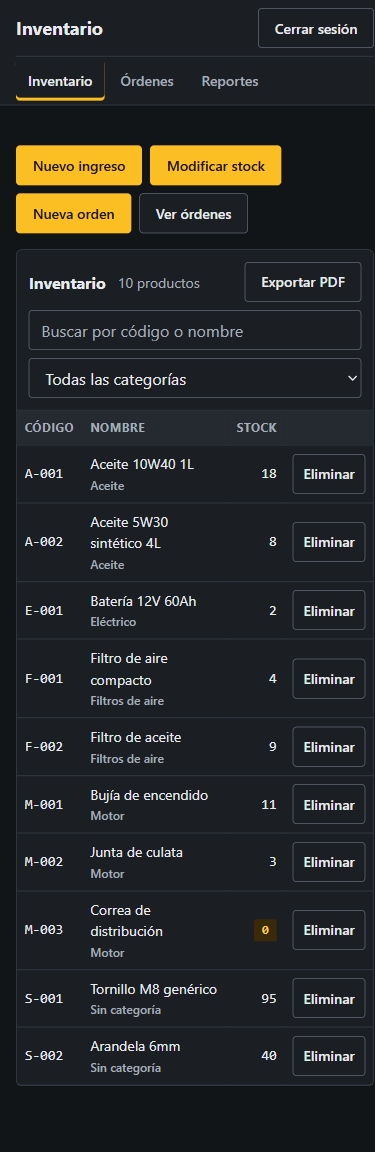 Inventario
Cerrar sesión
Inventario Órdenes Reportes
Nuevo ingreso Modificar stock
Nueva orden Ver órdenes
Inventario 10 productos Exportar PDF
Buscar por código o nombre
Todas las categorías
CÓDIGO NOMBRE STOCK
A-001 Aceite 10W40 1L 18 Eliminar
Aceite
A-002 Aceite 5W30 8 Eliminar
sintético 4L
Aceite
E-001 Batería 12V 60Ah 2 Eliminar
Eléctrico
F-001 Filtro de aire 4 Eliminar
compacto
Filtros de aire
F-002 Filtro de aceite 9 Eliminar
Filtros de aire
M-001 Bujía de encendido 11 Eliminar
Motor
M-002 Junta de culata 3 Eliminar
Motor
M-003 Correa de 0 Eliminar
distribución
Motor
S-001 Tornillo M8 genérico 95 Eliminar
Sin categoría
S-002 Arandela 6mm 40 Eliminar
Sin categoría